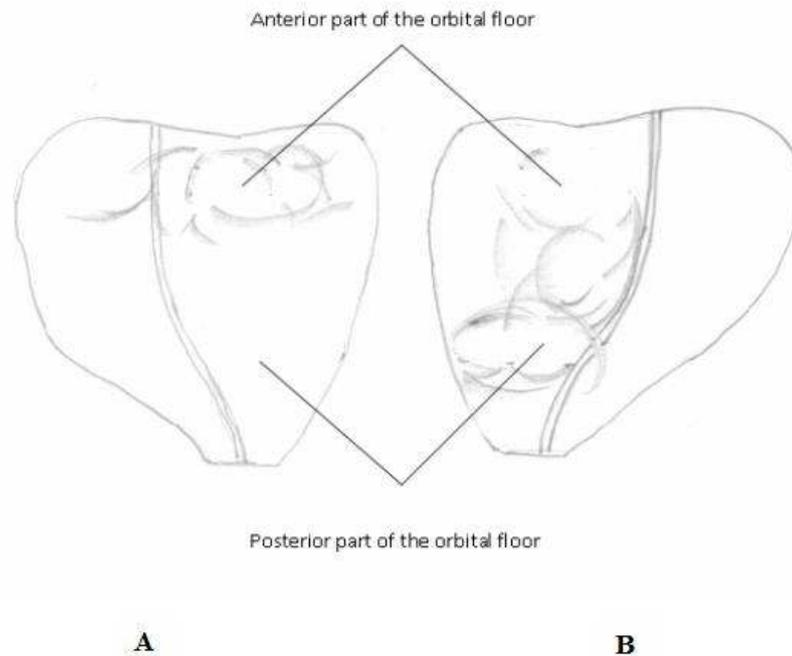 Anterior part of the orbital floor
Posterior part of the orbital floor
A
B